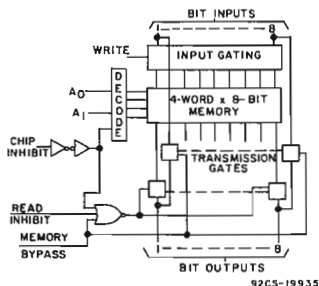 BIT INPUTS
1 8
WRITE
INPUT GATING
A0
A1
DECODE
4-WORD x 8-BIT
MEMORY
CHIP
INHIBIT
TRANSMISSION
GATES
READ
INHIBIT
MEMORY
BYPASS
1 8
BIT OUTPUTS
92CS-19935